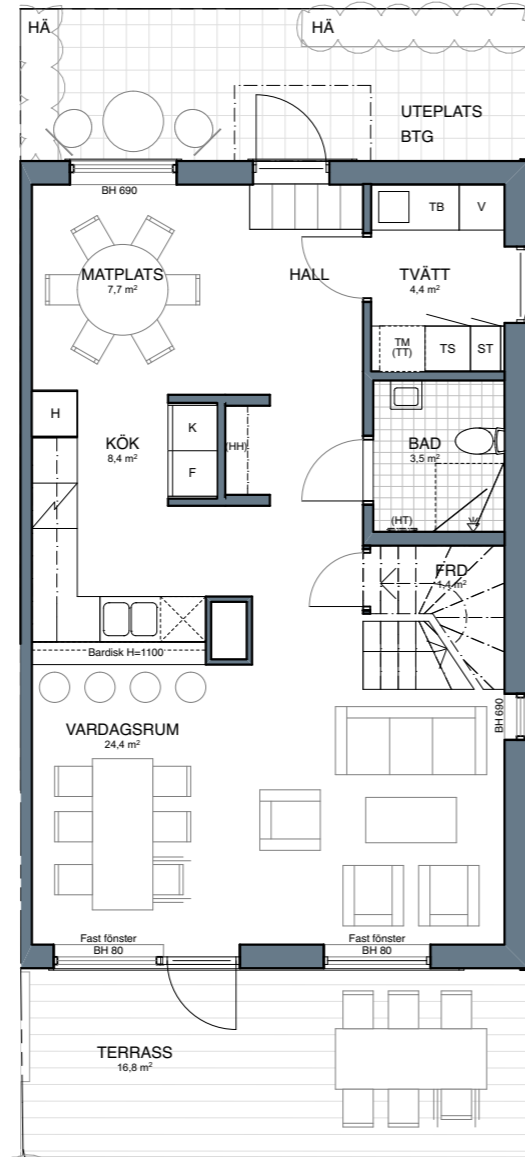 HÄ
HÄ
UTEPLATS
BTG
BH 690
TB
V
MATPLATS
7,7 m²
HALL
TVÄTT
4,4 m²
TM
(TT)
TS
ST
H
KÖK
8,4 m²
K
F
(HH)
BAD
3,5 m²
(HT)
FRD
1,4 m²
Bardisk H=1100
VARDAGSRUM
24,4 m²
BH 690
Fast fönster
BH 80
Fast fönster
BH 80
TERRASS
16,8 m²